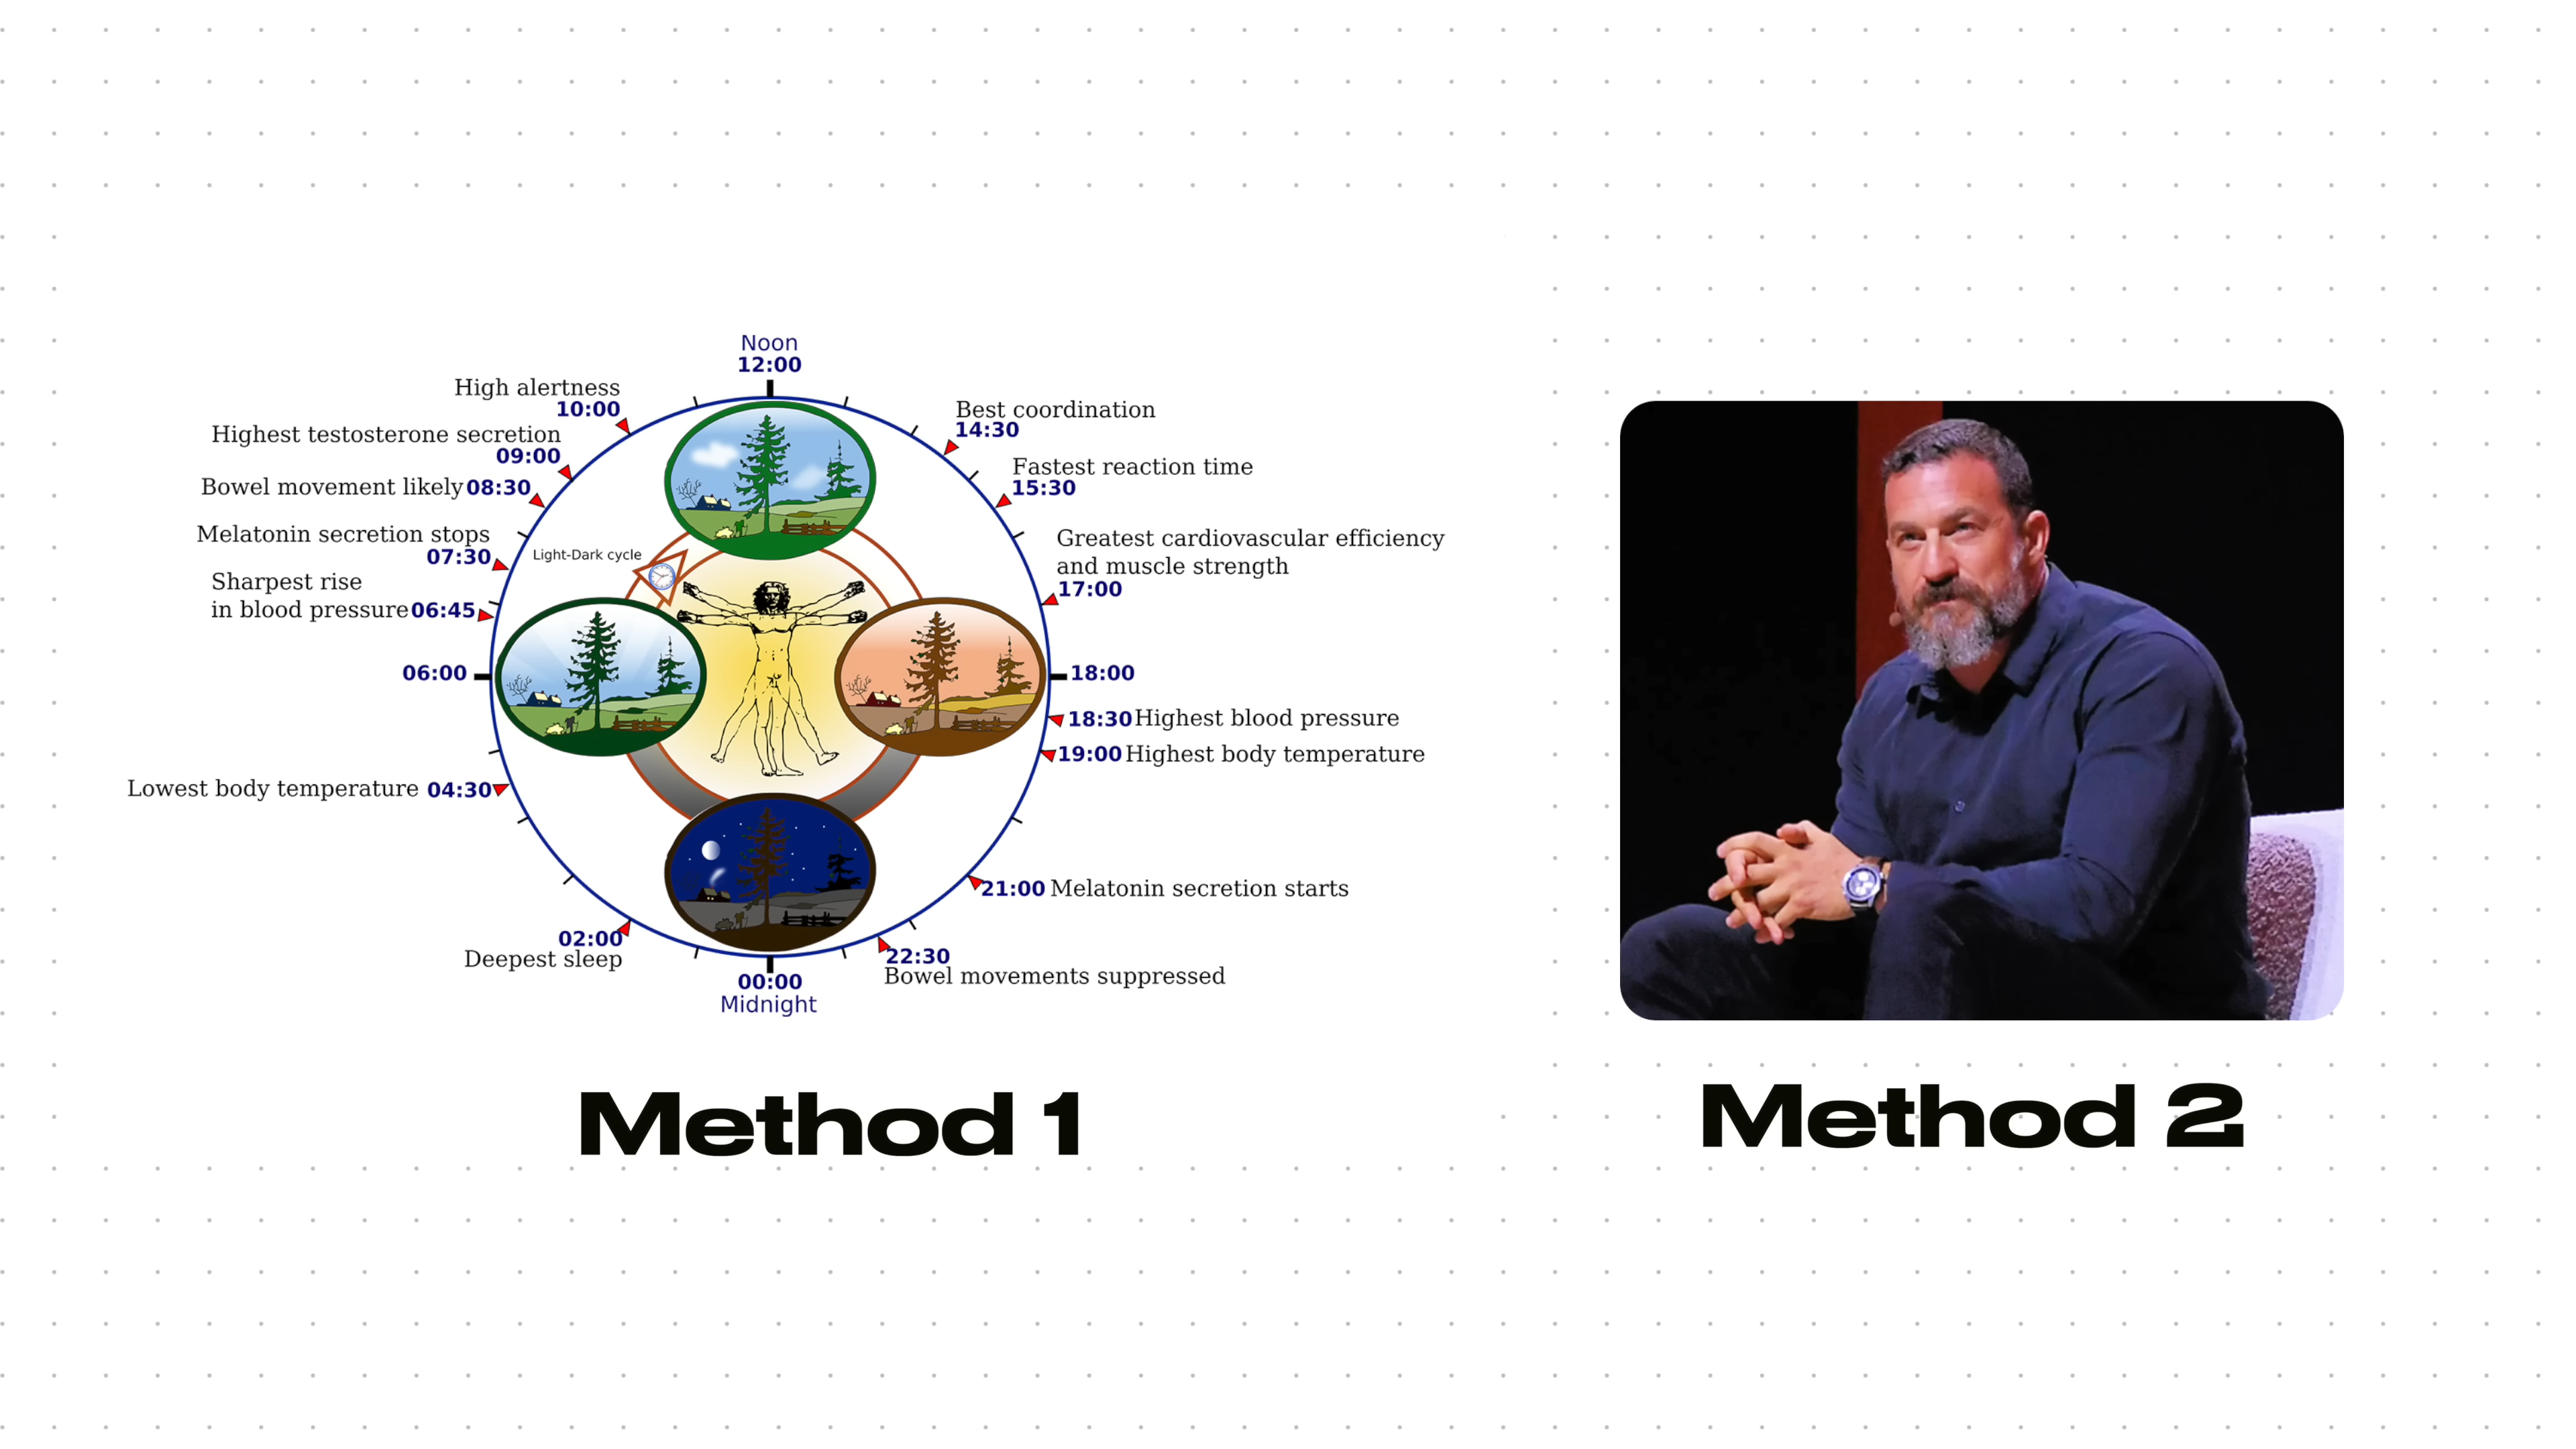 Noon
12:00
High alertness
10:00
Highest testosterone secretion
09:00
Bowel movement likely 08:30
Melatonin secretion stops
07:30
Sharpest rise
in blood pressure 06:45
06:00
Lowest body temperature 04:30
02:00
Deepest sleep
Light-Dark cycle
Best coordination
14:30
Fastest reaction time
15:30
Greatest cardiovascular efficiency
and muscle strength
17:00
18:00
18:30 Highest blood pressure
19:00 Highest body temperature
21:00 Melatonin secretion starts
22:30
Bowel movements suppressed
00:00
Midnight
Method 1
Method 2